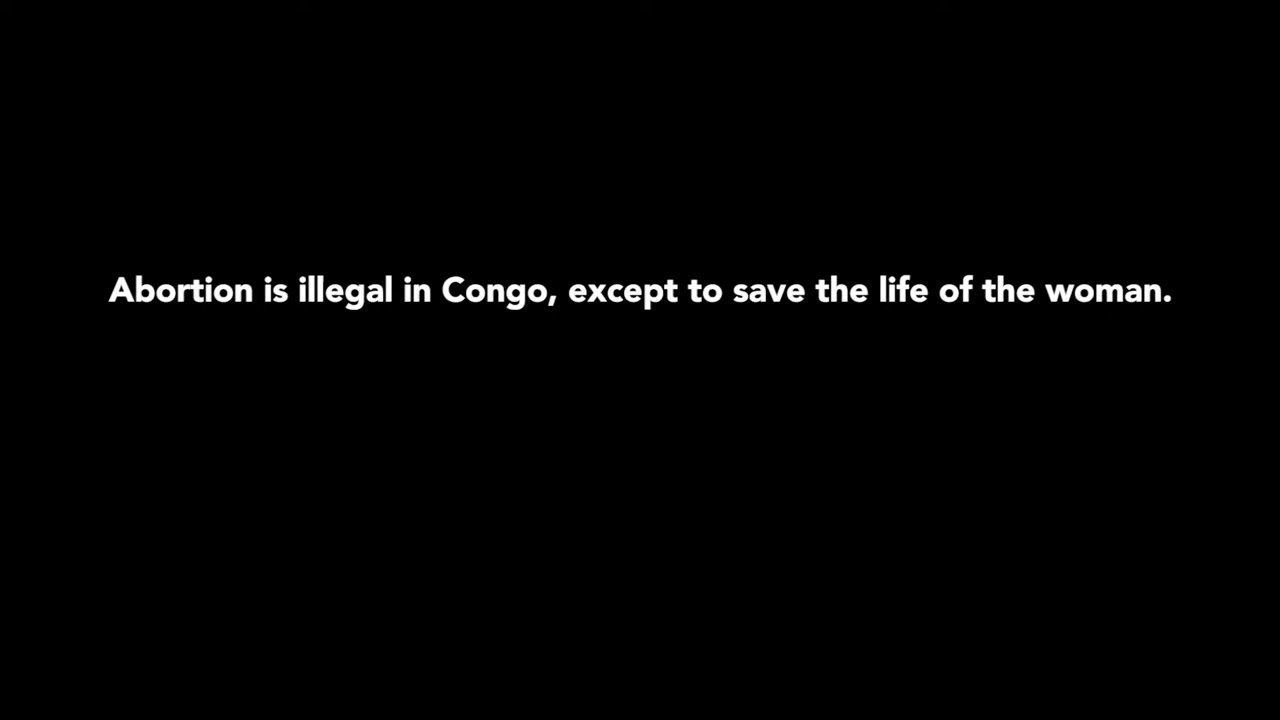 Abortion is illegal in Congo, except to save the life of the woman.